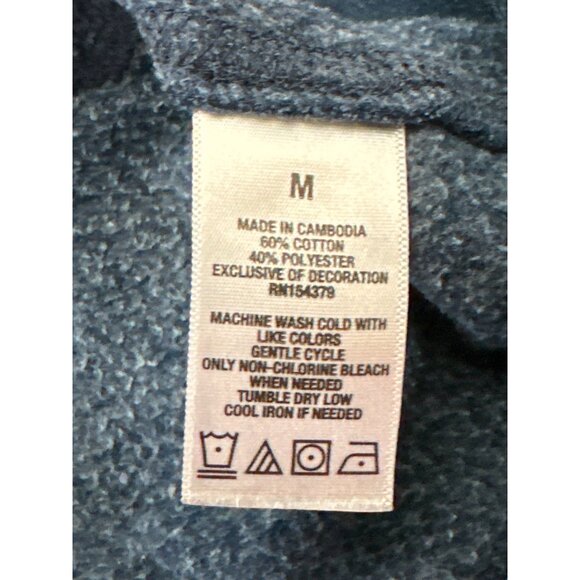 M
MADE IN CAMBODIA
60% COTTON
40% POLYESTER
EXCLUSIVE OF DECORATION
RN154379
MACHINE WASH COLD WITH
LIKE COLORS
GENTLE CYCLE
ONLY NON-CHLORINE BLEACH
WHEN NEEDED
TUMBLE DRY LOW
COOL IRON IF NEEDED